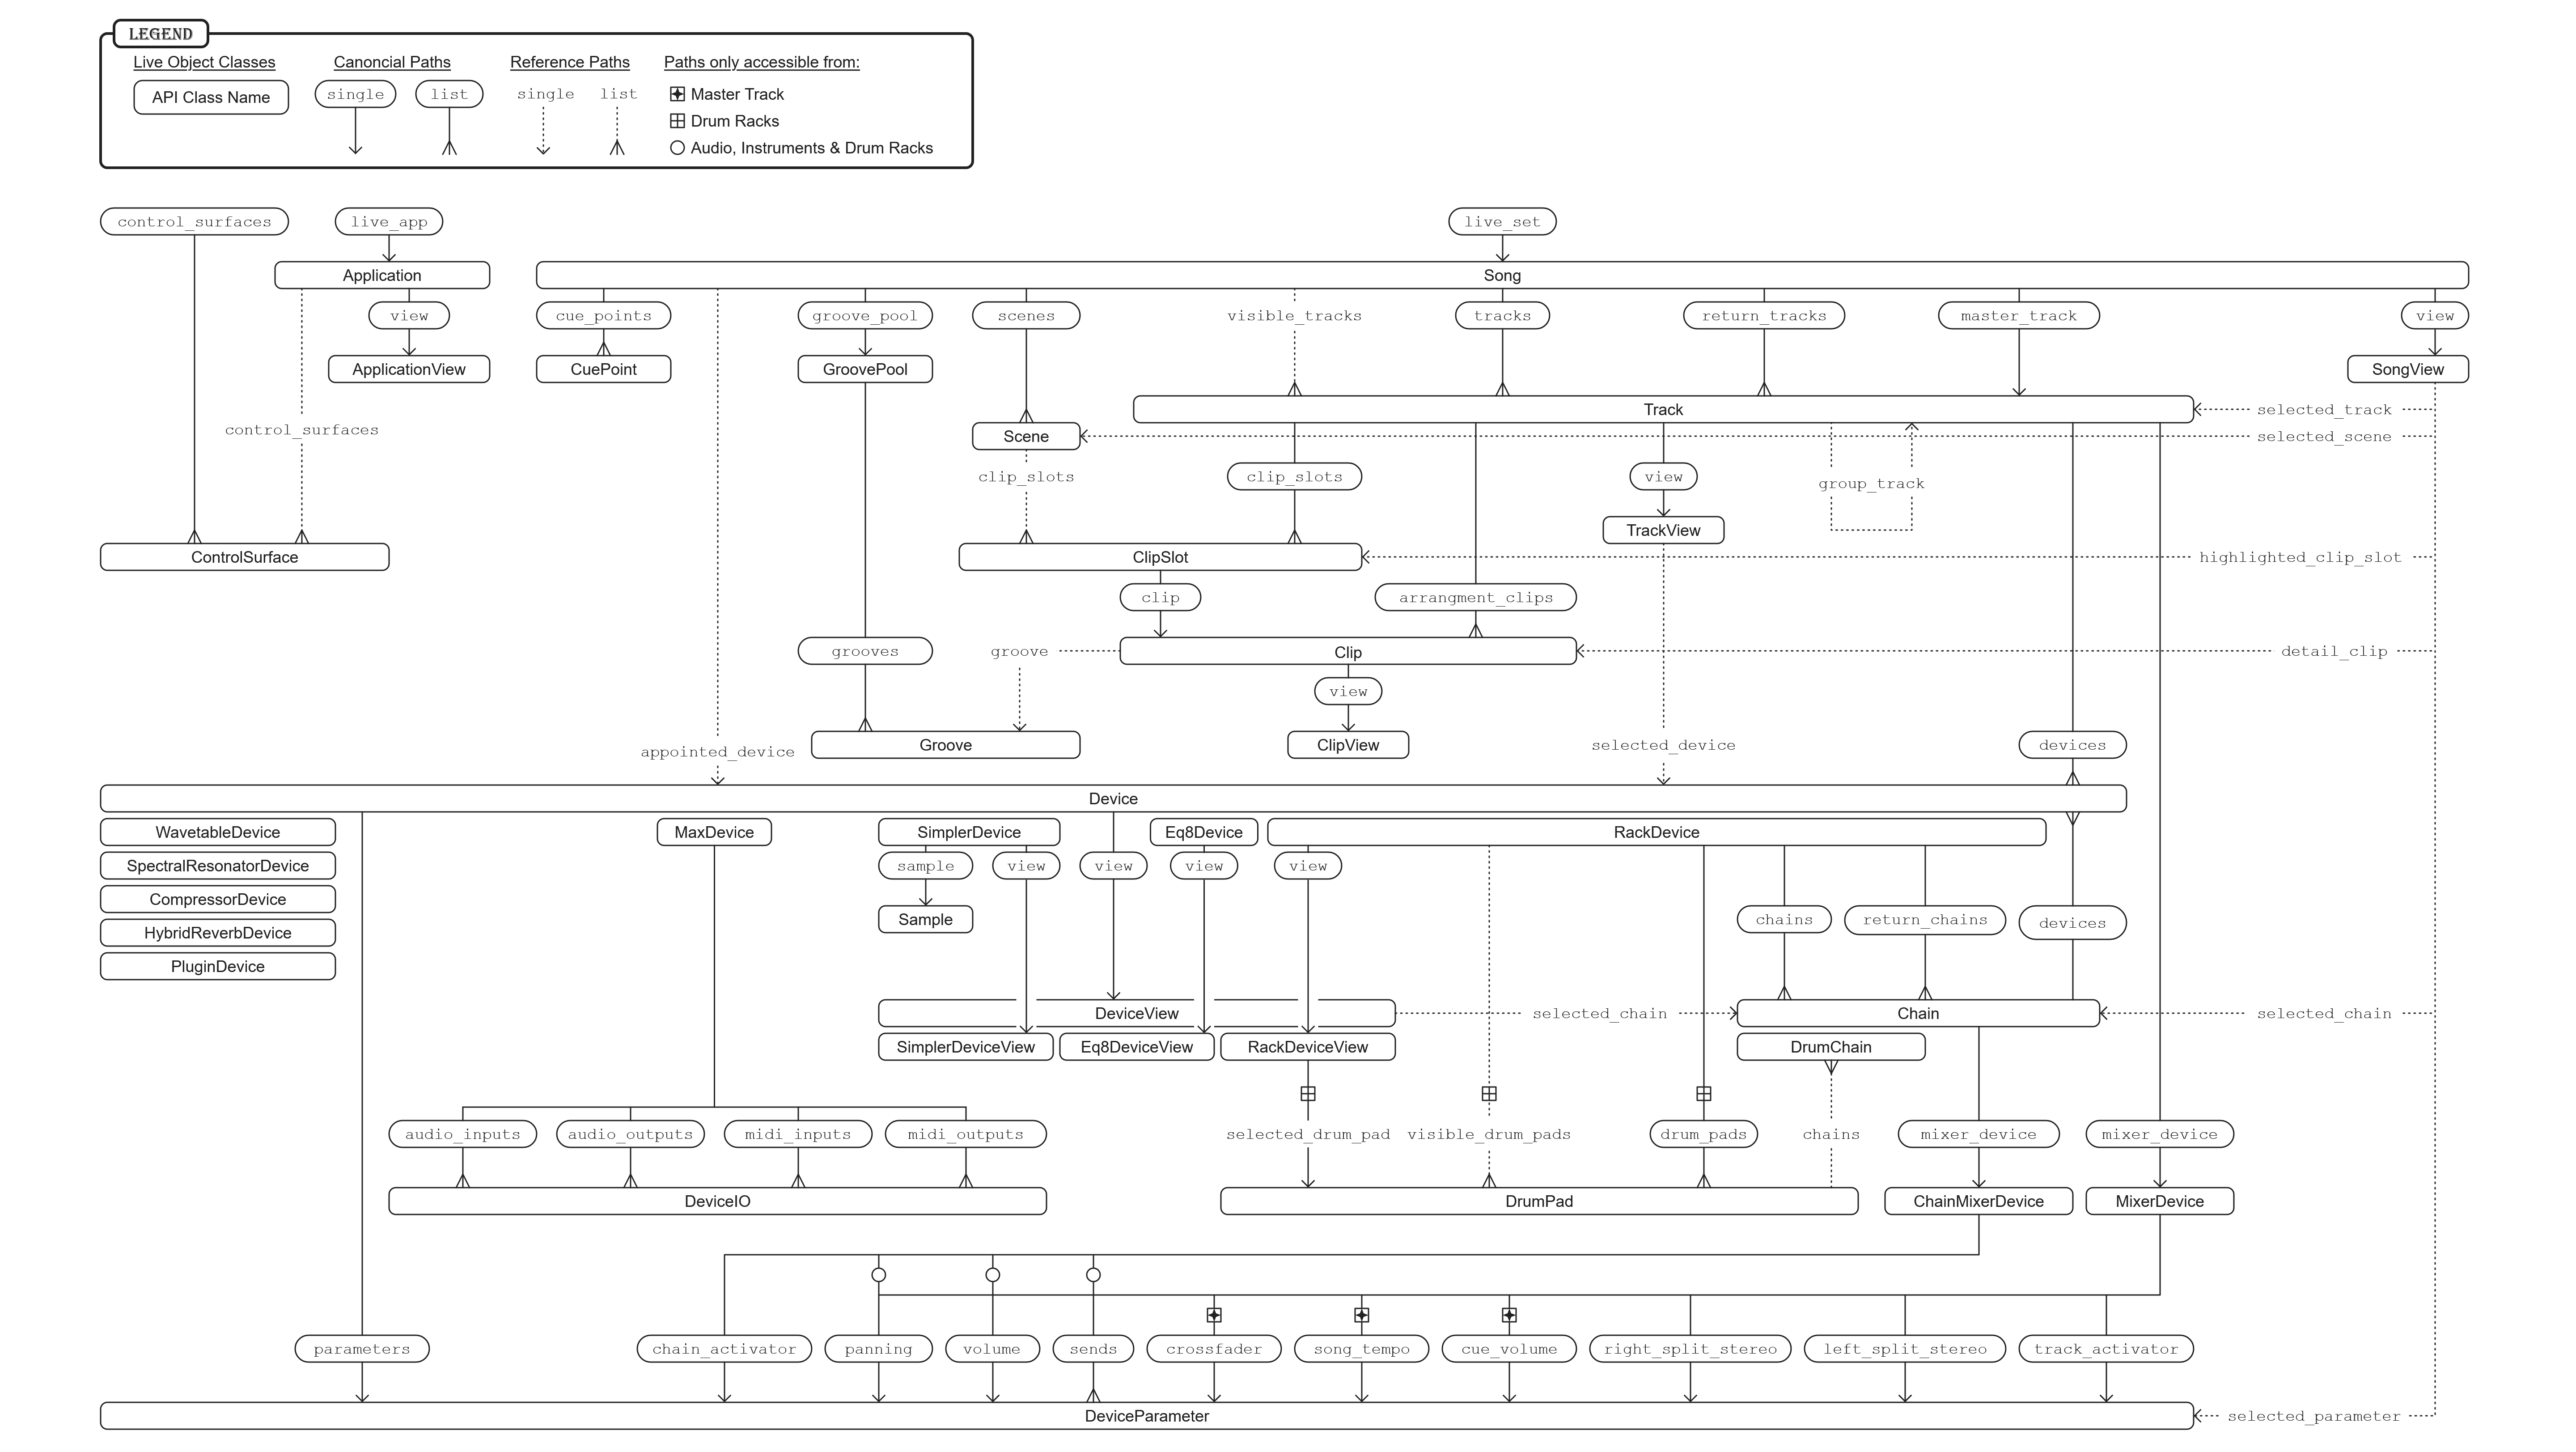 LEGEND
Live Object Classes
Canoncial Paths
Reference Paths
Paths only accessible from:
API Class Name
single
list
single
list
Master Track
Drum Racks
Audio, Instruments & Drum Racks
control_surfaces
live_app
live_set
Application
Song
view
cue_points
groove_pool
scenes
visible_tracks
tracks
return_tracks
master_track
view
ApplicationView
CuePoint
GroovePool
SongView
Track
selected_track
control_surfaces
Scene
selected_scene
clip_slots
clip_slots
view
group_track
TrackView
ControlSurface
ClipSlot
highlighted_clip_slot
clip
arrangment_clips
grooves
groove
Clip
detail_clip
view
appointed_device
Groove
ClipView
selected_device
devices
Device
WavetableDevice
MaxDevice
SimplerDevice
Eq8Device
RackDevice
SpectralResonatorDevice
sample
view
view
view
view
CompressorDevice
Sample
chains
return_chains
devices
HybridReverbDevice
PluginDevice
DeviceView
selected_chain
Chain
selected_chain
SimplerDeviceView
Eq8DeviceView
RackDeviceView
DrumChain
audio_inputs
audio_outputs
midi_inputs
midi_outputs
selected_drum_pad
visible_drum_pads
drum_pads
chains
mixer_device
mixer_device
DeviceIO
DrumPad
ChainMixerDevice
MixerDevice
parameters
chain_activator
panning
volume
sends
crossfader
song_tempo
cue_volume
right_split_stereo
left_split_stereo
track_activator
DeviceParameter
selected_parameter